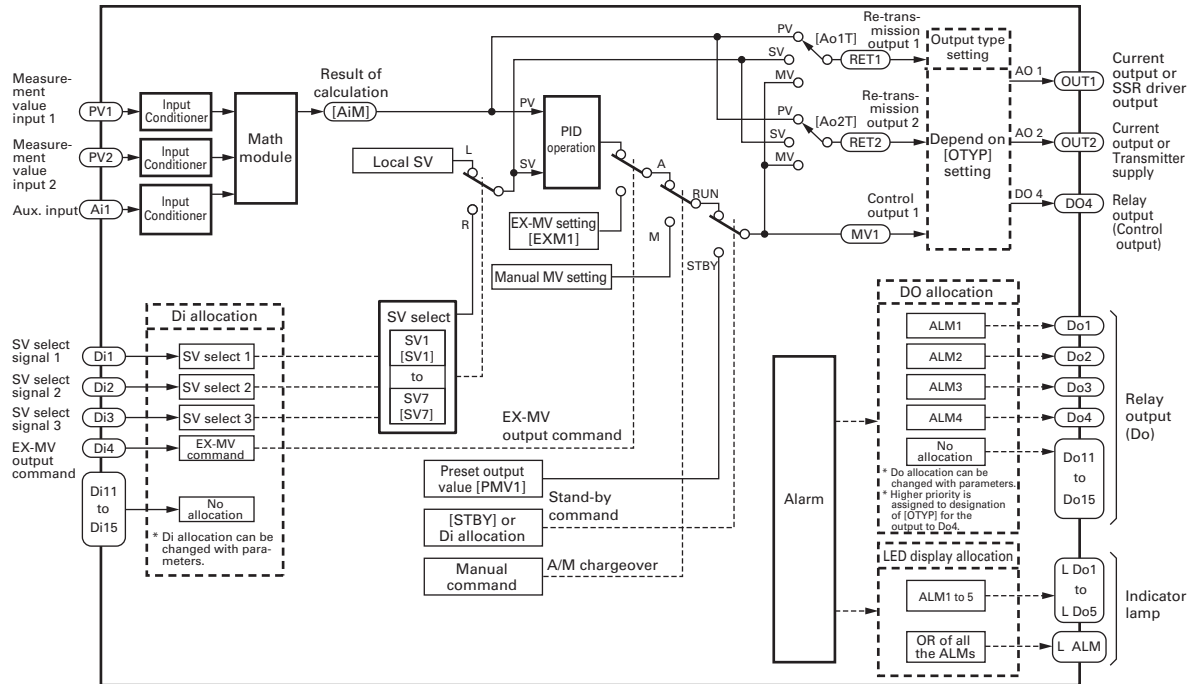 Measure-
ment
value
input 1
PV1
Input
Conditioner
Measure-
ment
value
input 2
PV2
Input
Conditioner
Aux. input
Ai1
Input
Conditioner
Math
module
Result of
calculation
[AiM]
PV
SV
PID
operation
Local SV
L
R
A
M
RUN
STBY
EX-MV setting
[EXM1]
Manual MV setting
PV
SV
MV
[Ao1T]
Re-trans-
mission
output 1
RET1
PV
SV
MV
[Ao2T]
Re-trans-
mission
output 2
RET2
Control
output 1
MV1
Output type
setting
Depend on
[OTYP]
setting
AO 1
OUT1
Current
output or
SSR driver
output
AO 2
OUT2
Current
output or
Transmitter
supply
DO 4
DO4
Relay
output
(Control
output)
Di allocation
SV select
signal 1
Di1
SV select 1
SV select
signal 2
Di2
SV select 2
SV select
signal 3
Di3
SV select 3
EX-MV
output
command
Di4
EX-MV
command
Di11
to
Di15
No
allocation
* Di allocation can be
changed with para-
meters.
SV select
SV1
[SV1]
to
SV7
[SV7]
EX-MV
output command
Preset output
value [PMV1]
Stand-by
command
[STBY] or
Di allocation
A/M chargeover
Manual
command
Alarm
DO allocation
ALM1
Do1
ALM2
Do2
ALM3
Do3
ALM4
Do4
No
allocation
Do11
to
Do15
* Do allocation can be
changed with parameters.
* Higher priority is
assigned to designation
of [OTYP] for the
output to Do4.
Relay
output
(Do)
LED display allocation
ALM1 to 5
L Do1
to
L Do5
OR of all
the ALMs
L ALM
Indicator
lamp